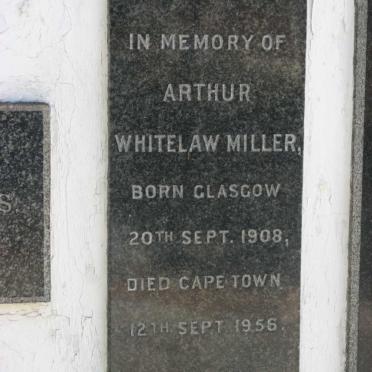 IN MEMORY OF
ARTHUR
WHITELAW MILLER,
BORN GLASGOW
20TH SEPT. 1908,
DIED CAPE TOWN
12TH SEPT. 1956.
S